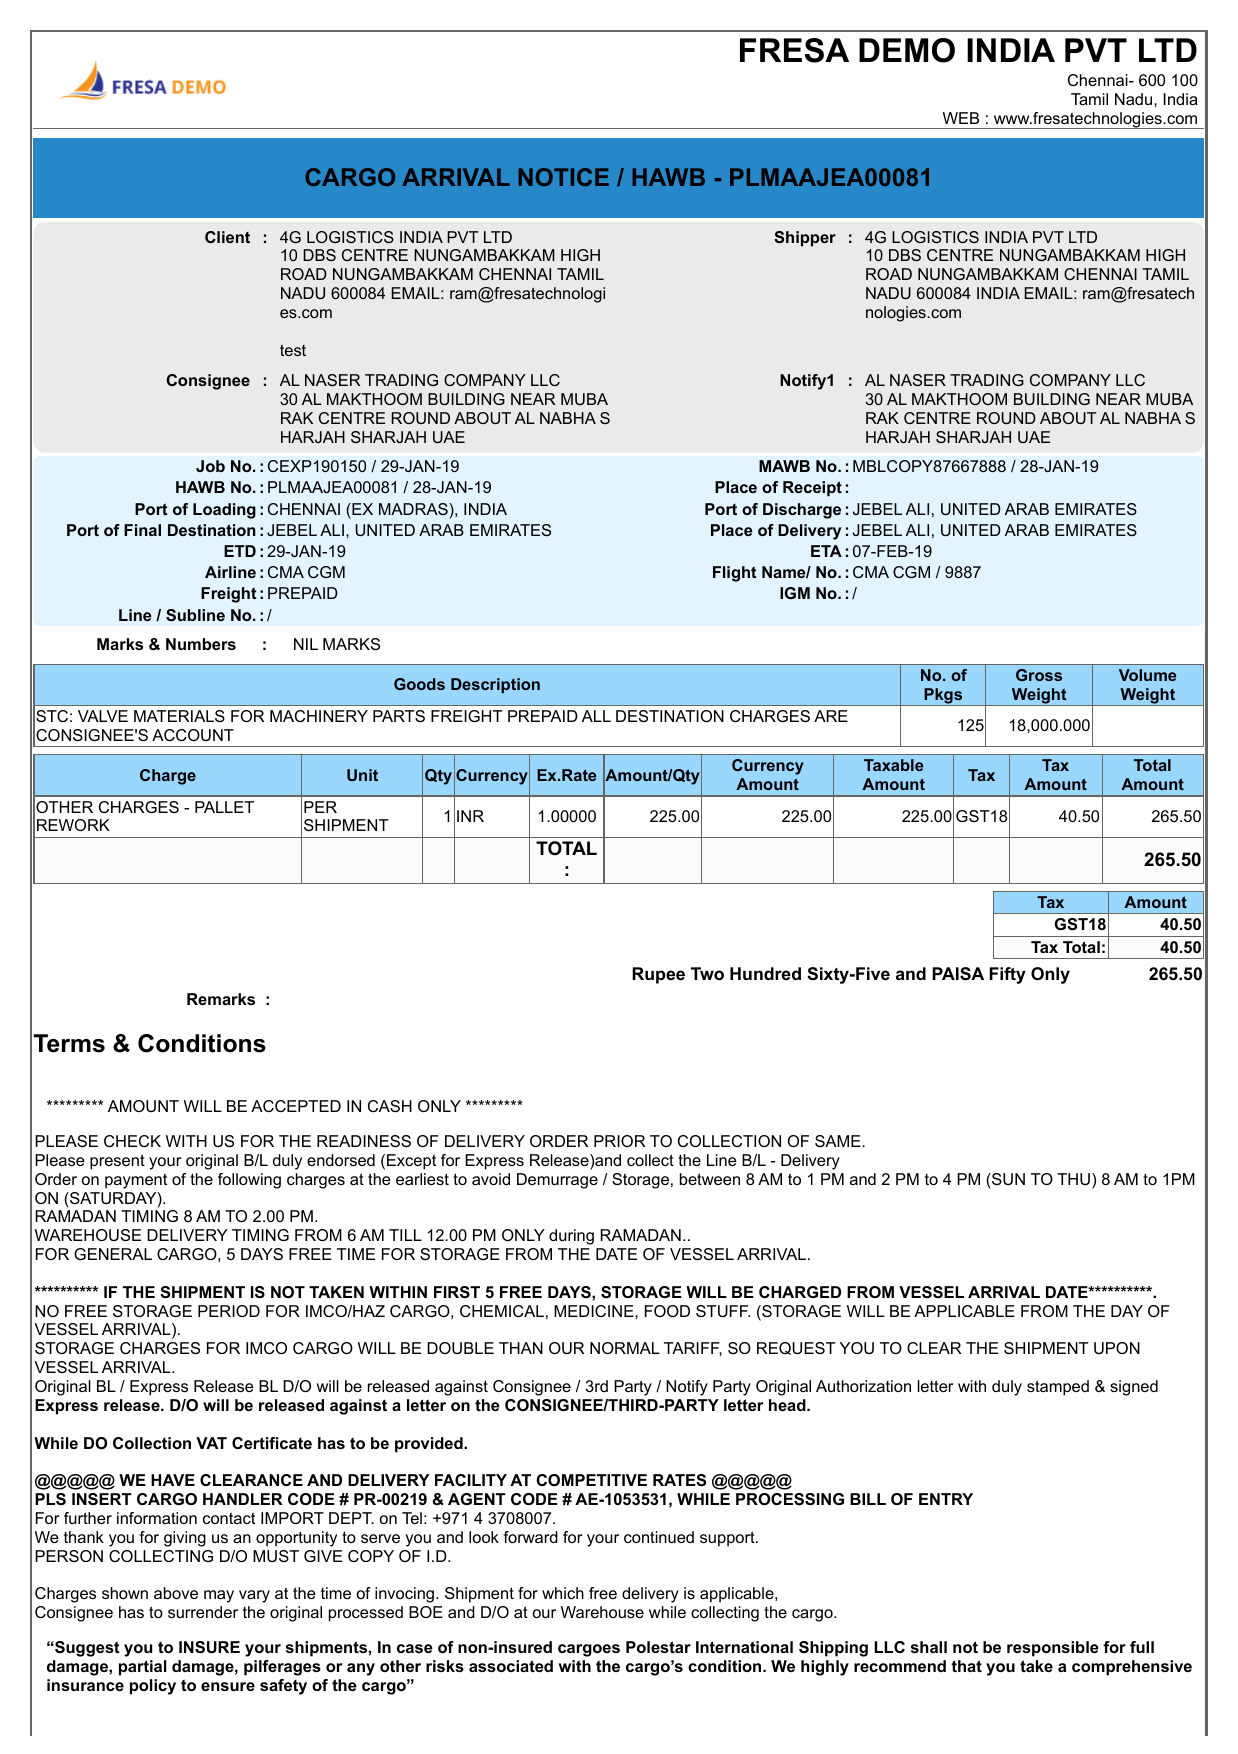 FRESA DEMO
FRESA DEMO INDIA PVT LTD
Chennai- 600 100
Tamil Nadu, India
WEB : www.fresatechnologies.com
CARGO ARRIVAL NOTICE / HAWB - PLMAAJEA00081
Client : 4G LOGISTICS INDIA PVT LTD
10 DBS CENTRE NUNGAMBAKKAM HIGH
ROAD NUNGAMBAKKAM CHENNAI TAMIL
NADU 600084 EMAIL: ram@fresatechnologi
es.com
test
Shipper : 4G LOGISTICS INDIA PVT LTD
10 DBS CENTRE NUNGAMBAKKAM HIGH
ROAD NUNGAMBAKKAM CHENNAI TAMIL
NADU 600084 INDIA EMAIL: ram@fresatech
nologies.com
Consignee : AL NASER TRADING COMPANY LLC
30 AL MAKTHOOM BUILDING NEAR MUBA
RAK CENTRE ROUND ABOUT AL NABHA S
HARJAH SHARJAH UAE
Notify1 : AL NASER TRADING COMPANY LLC
30 AL MAKTHOOM BUILDING NEAR MUBA
RAK CENTRE ROUND ABOUT AL NABHA S
HARJAH SHARJAH UAE
Job No. : CEXP190150 / 29-JAN-19 MAWB No. : MBLCOPY87667888 / 28-JAN-19
HAWB No. : PLMAAJEA00081 / 28-JAN-19 Place of Receipt :
Port of Loading : CHENNAI (EX MADRAS), INDIA Port of Discharge : JEBEL ALI, UNITED ARAB EMIRATES
Port of Final Destination : JEBEL ALI, UNITED ARAB EMIRATES Place of Delivery : JEBEL ALI, UNITED ARAB EMIRATES
ETD : 29-JAN-19 ETA : 07-FEB-19
Airline : CMA CGM Flight Name/ No. : CMA CGM / 9887
Freight : PREPAID IGM No. : /
Line / Subline No. : /
Marks & Numbers : NIL MARKS
Goods Description No. of Pkgs Gross Weight Volume Weight
STC: VALVE MATERIALS FOR MACHINERY PARTS FREIGHT PREPAID ALL DESTINATION CHARGES ARE
CONSIGNEE'S ACCOUNT 125 18,000.000
Charge Unit Qty Currency Ex.Rate Amount/Qty Currency Amount Taxable Amount Tax Tax Amount Total Amount
OTHER CHARGES - PALLET REWORK PER SHIPMENT 1 INR 1.00000 225.00 225.00 225.00 GST18 40.50 265.50
TOTAL : 265.50
Tax Amount
GST18 40.50
Tax Total: 40.50
Rupee Two Hundred Sixty-Five and PAISA Fifty Only 265.50
Remarks :
Terms & Conditions
********* AMOUNT WILL BE ACCEPTED IN CASH ONLY *********
PLEASE CHECK WITH US FOR THE READINESS OF DELIVERY ORDER PRIOR TO COLLECTION OF SAME.
Please present your original B/L duly endorsed (Except for Express Release)and collect the Line B/L - Delivery
Order on payment of the following charges at the earliest to avoid Demurrage / Storage, between 8 AM to 1 PM and 2 PM to 4 PM (SUN TO THU) 8 AM to 1PM
ON (SATURDAY).
RAMADAN TIMING 8 AM TO 2.00 PM.
WAREHOUSE DELIVERY TIMING FROM 6 AM TILL 12.00 PM ONLY during RAMADAN..
FOR GENERAL CARGO, 5 DAYS FREE TIME FOR STORAGE FROM THE DATE OF VESSEL ARRIVAL.
********** IF THE SHIPMENT IS NOT TAKEN WITHIN FIRST 5 FREE DAYS, STORAGE WILL BE CHARGED FROM VESSEL ARRIVAL DATE**********.
NO FREE STORAGE PERIOD FOR IMCO/HAZ CARGO, CHEMICAL, MEDICINE, FOOD STUFF. (STORAGE WILL BE APPLICABLE FROM THE DAY OF
VESSEL ARRIVAL).
STORAGE CHARGES FOR IMCO CARGO WILL BE DOUBLE THAN OUR NORMAL TARIFF, SO REQUEST YOU TO CLEAR THE SHIPMENT UPON
VESSEL ARRIVAL.
Original BL / Express Release BL D/O will be released against Consignee / 3rd Party / Notify Party Original Authorization letter with duly stamped & signed
Express release. D/O will be released against a letter on the CONSIGNEE/THIRD-PARTY letter head.
While DO Collection VAT Certificate has to be provided.
@@@@@ WE HAVE CLEARANCE AND DELIVERY FACILITY AT COMPETITIVE RATES @@@@@
PLS INSERT CARGO HANDLER CODE # PR-00219 & AGENT CODE # AE-1053531, WHILE PROCESSING BILL OF ENTRY
For further information contact IMPORT DEPT. on Tel: +971 4 3708007.
We thank you for giving us an opportunity to serve you and look forward for your continued support.
PERSON COLLECTING D/O MUST GIVE COPY OF I.D.
Charges shown above may vary at the time of invocing. Shipment for which free delivery is applicable,
Consignee has to surrender the original processed BOE and D/O at our Warehouse while collecting the cargo.
“Suggest you to INSURE your shipments, In case of non-insured cargoes Polestar International Shipping LLC shall not be responsible for full
damage, partial damage, pilferages or any other risks associated with the cargo’s condition. We highly recommend that you take a comprehensive
insurance policy to ensure safety of the cargo”